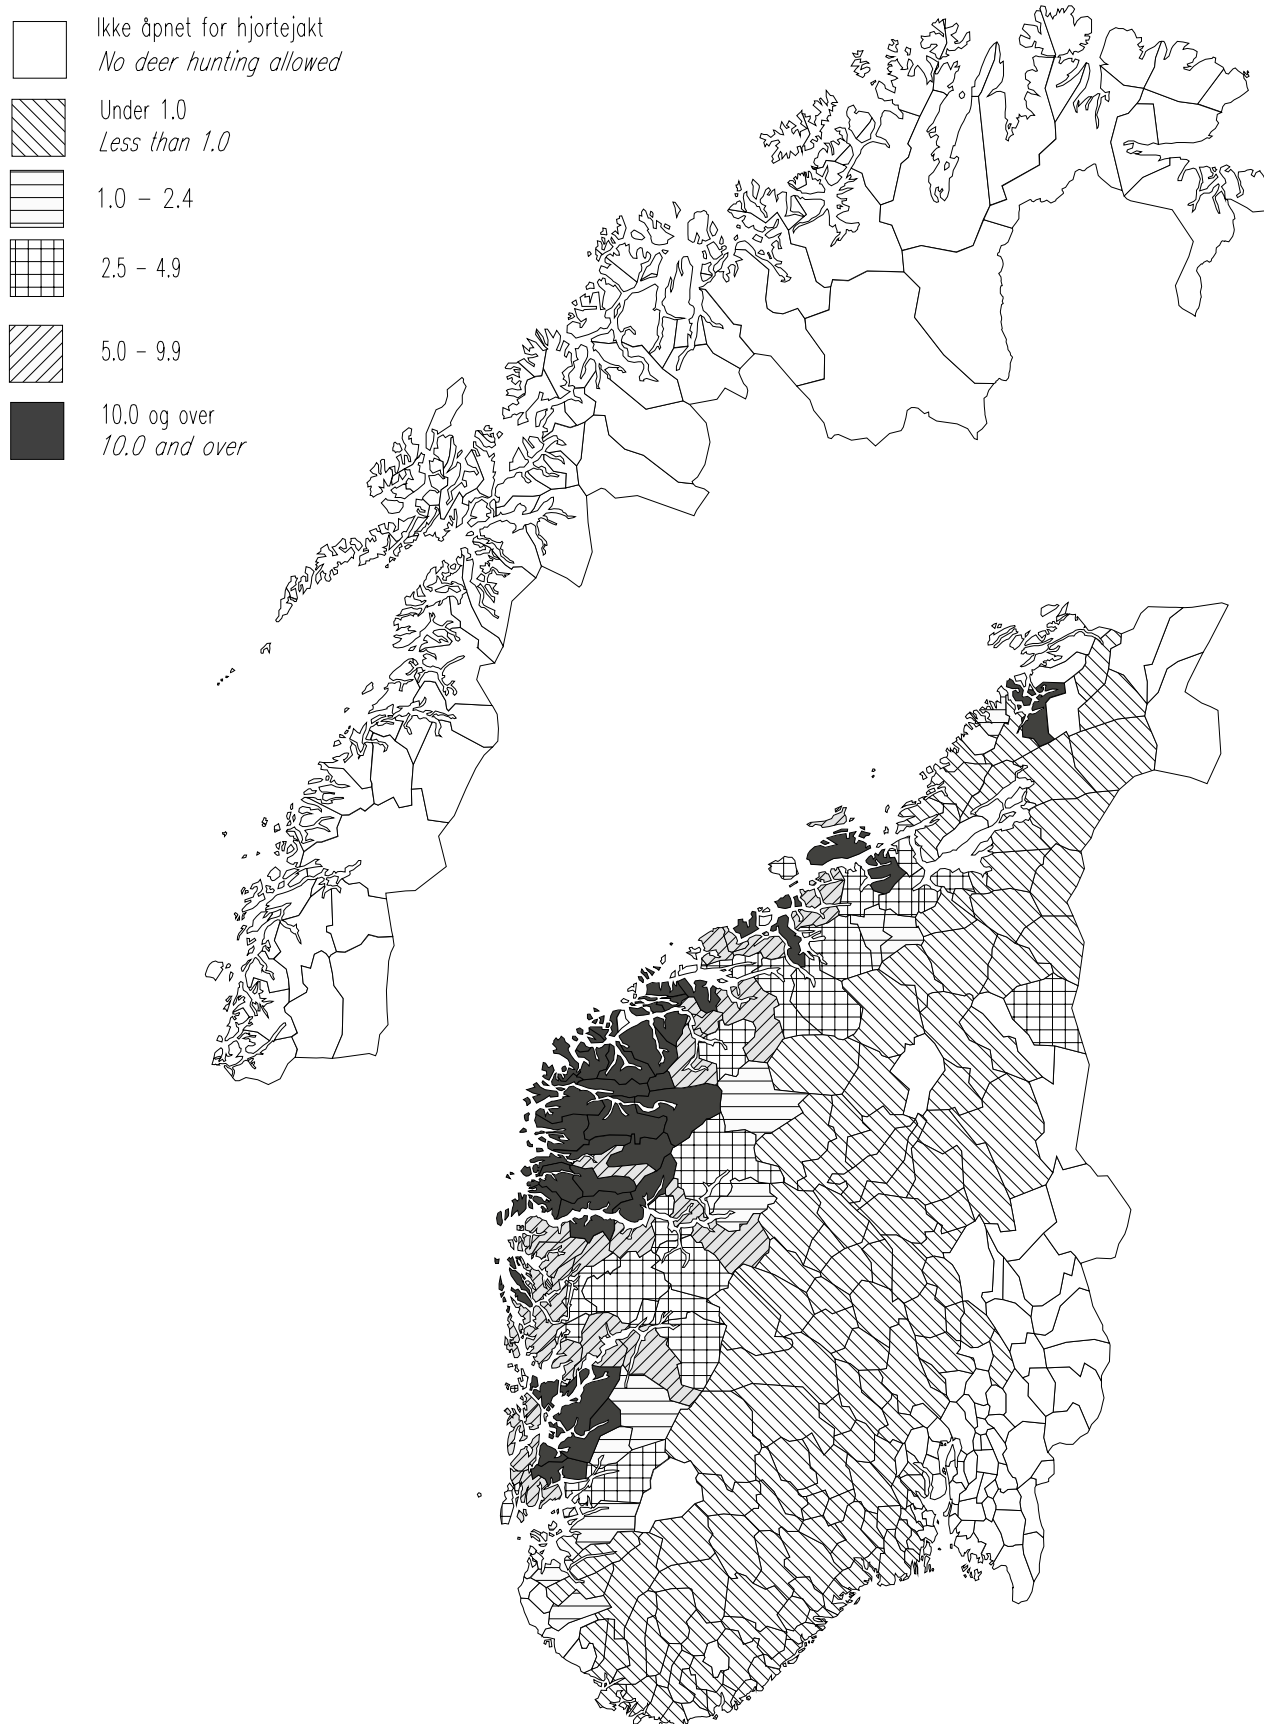 Ikke åpnet for hjortejakt
No deer hunting allowed
Under 1.0
Less than 1.0
1.0 – 2.4
2.5 – 4.9
5.0 – 9.9
10.0 og over
10.0 and over